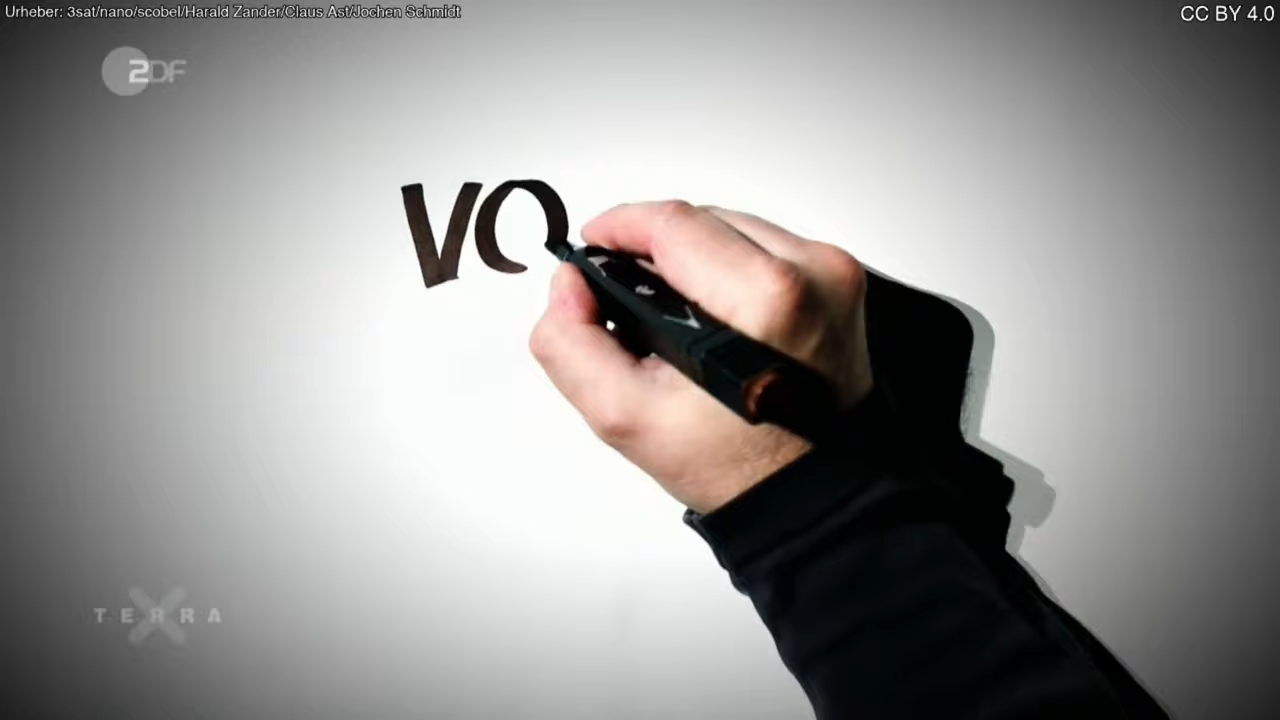 Urheber: 3sat/nano/scobel/Harald Zander/Claus Ast/Jochen Schmidt
CC BY 4.0
ZDF
VO
TERRA X